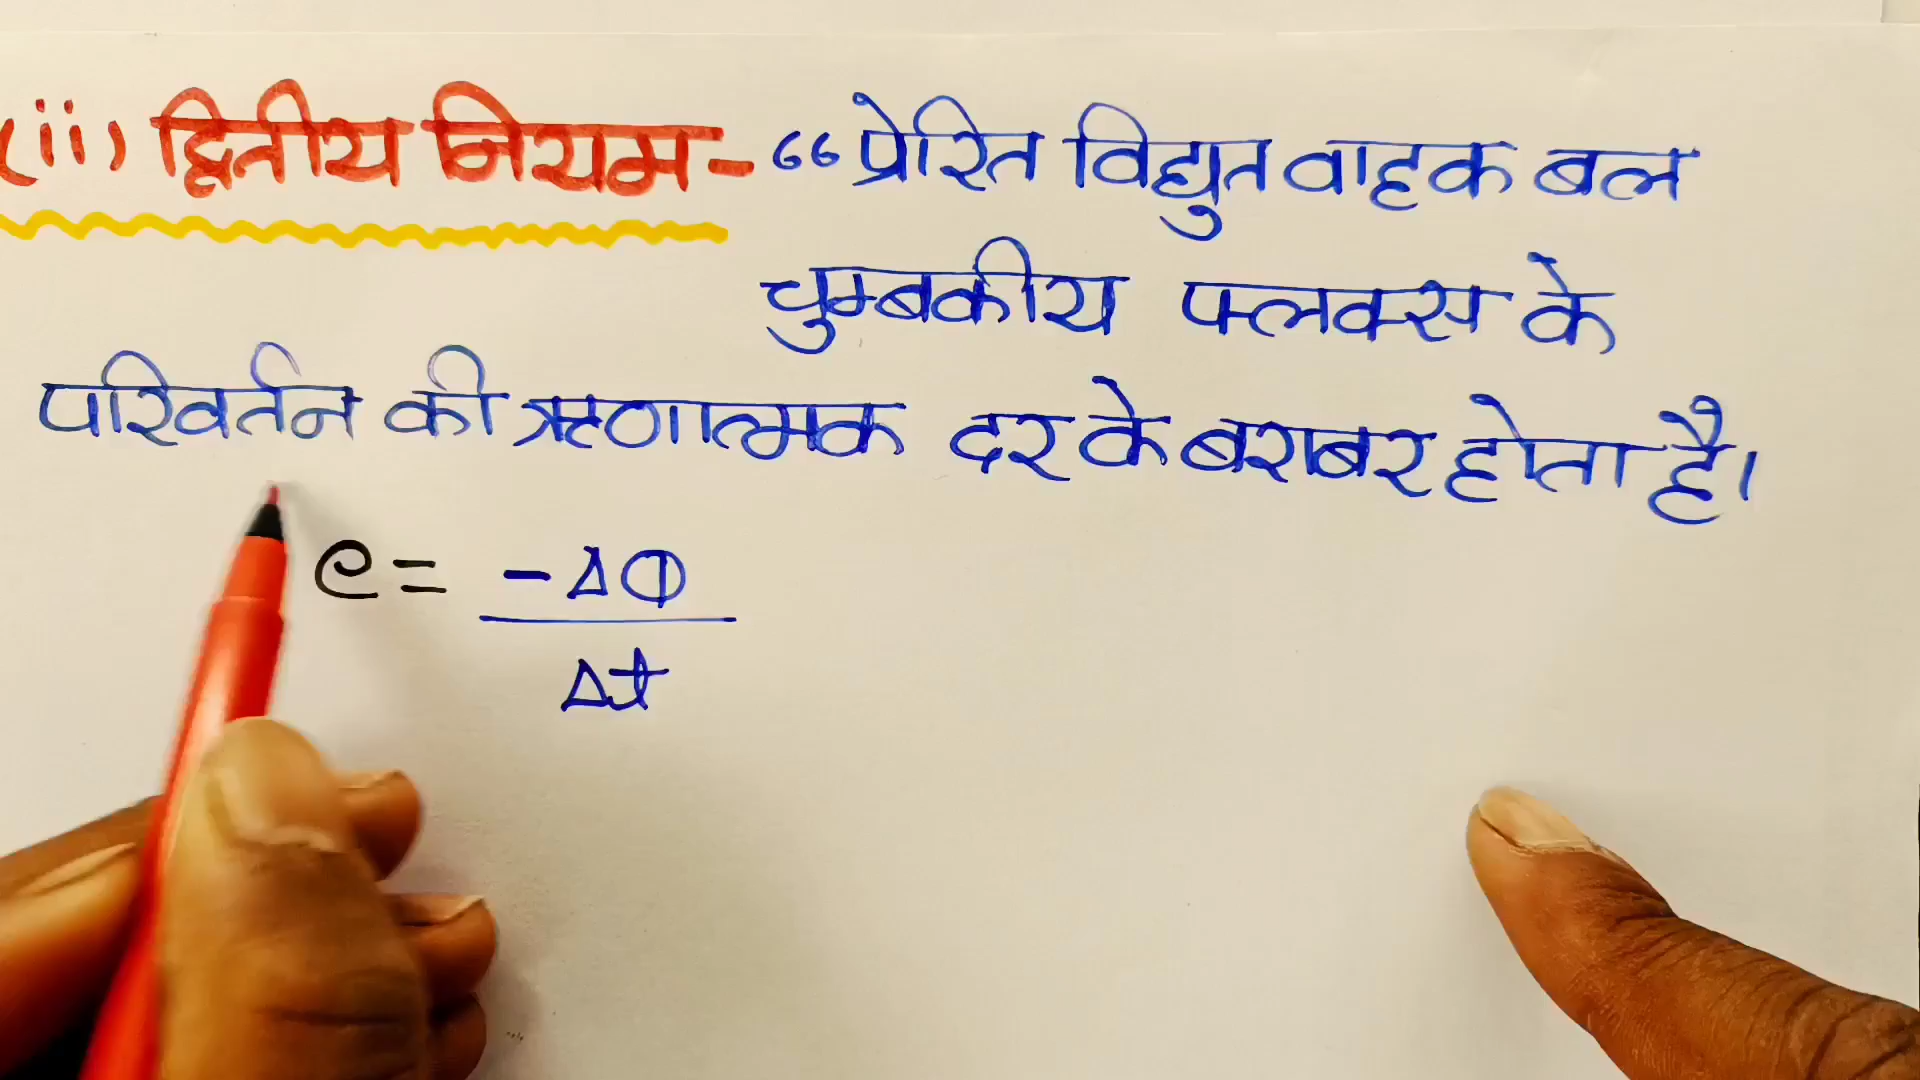 (ii) द्वितीय नियम - “प्रेरित विद्युत वाहक बल
चुम्बकीय फ्लक्स के
परिवर्तन की ऋणात्मक दर के बराबर होता है।
e = -ΔΦ
Δt